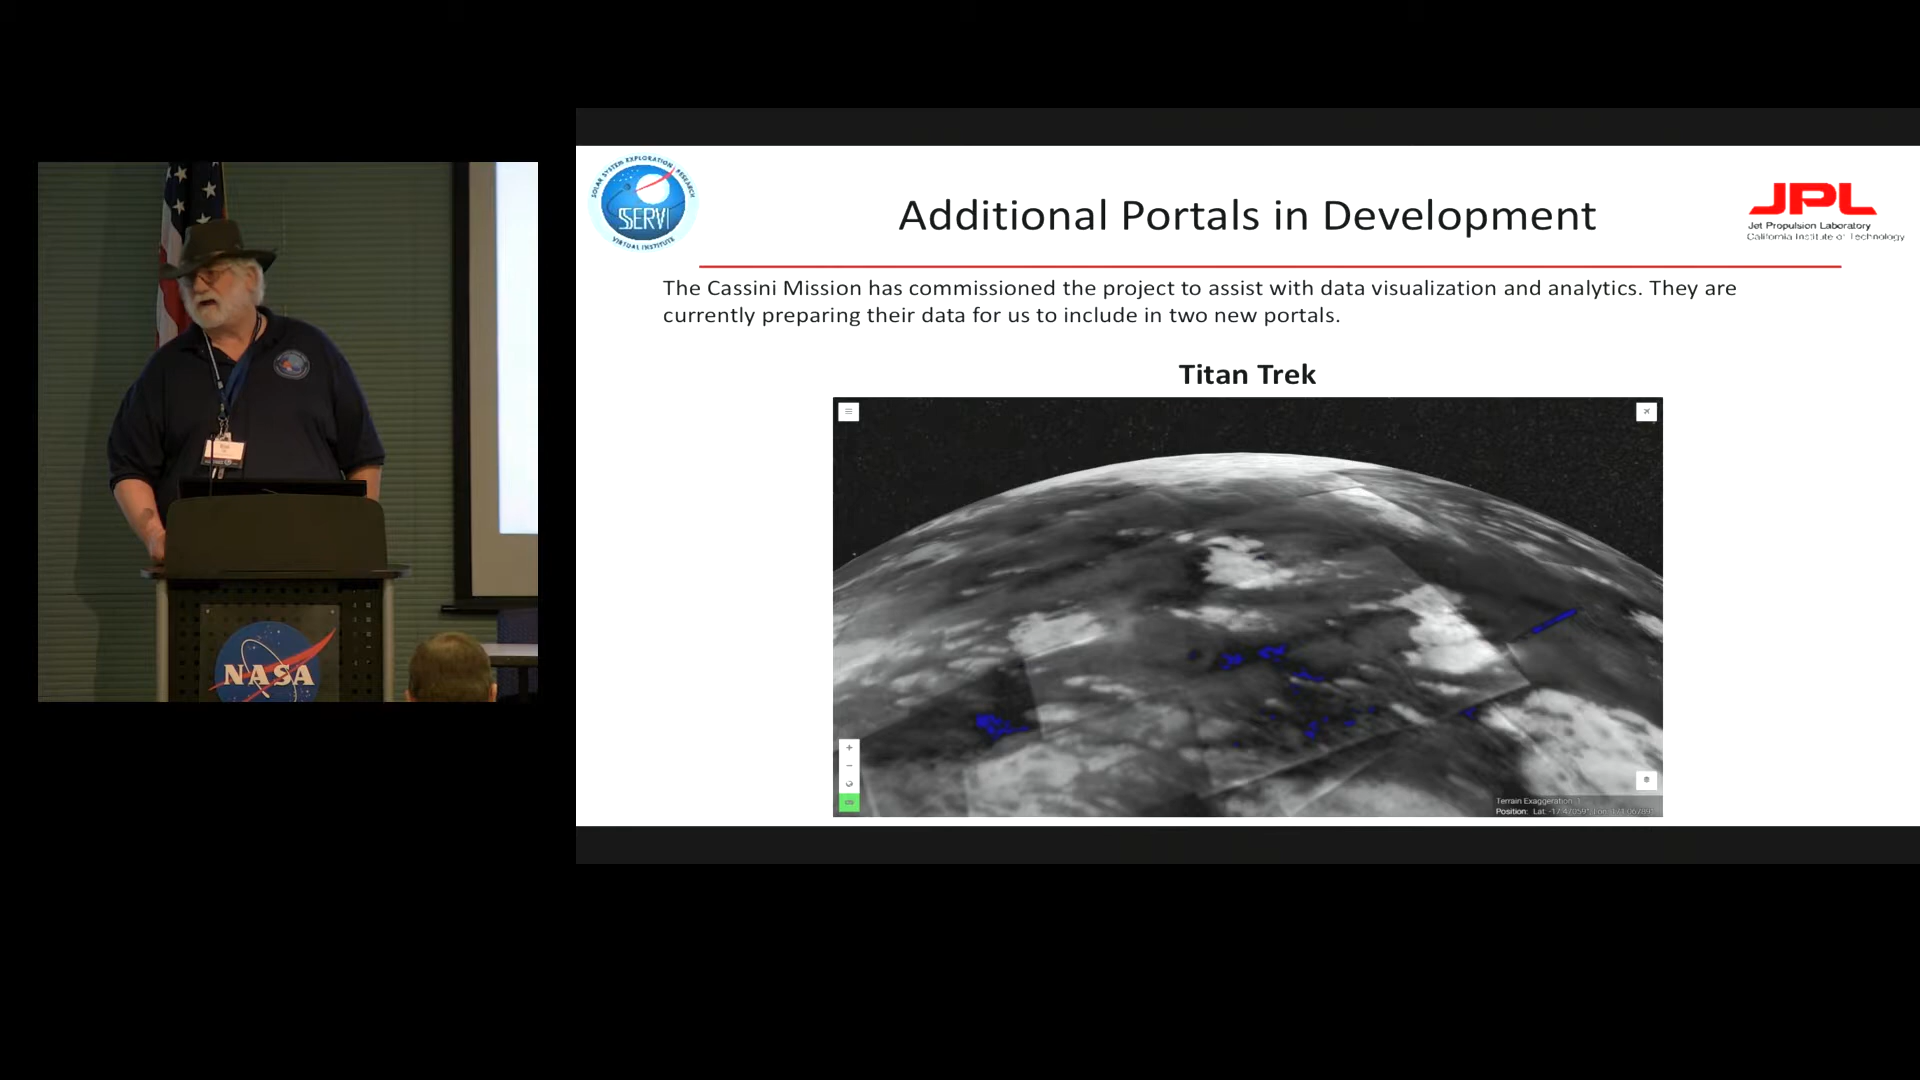 SOLAR SYSTEM EXPLORATION RESEARCH
SSERVI
VIRTUAL INSTITUTE
Additional Portals in Development
JPL
Jet Propulsion Laboratory
California Institute of Technology
The Cassini Mission has commissioned the project to assist with data visualization and analytics. They are
currently preparing their data for us to include in two new portals.
Titan Trek
Terrain Exaggeration
Position: Lat.
NASA